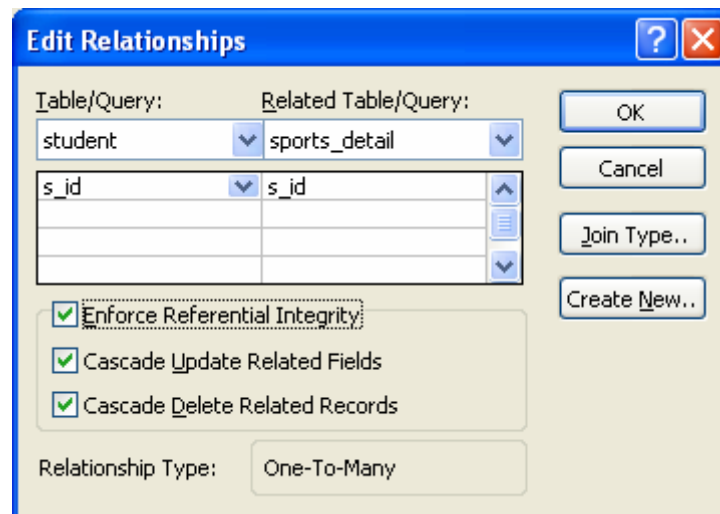 Edit Relationships
Table/Query: Related Table/Query:
student sports_detail
s_id s_id
Enforce Referential Integrity
Cascade Update Related Fields
Cascade Delete Related Records
Relationship Type: One-To-Many
OK
Cancel
Join Type..
Create New..